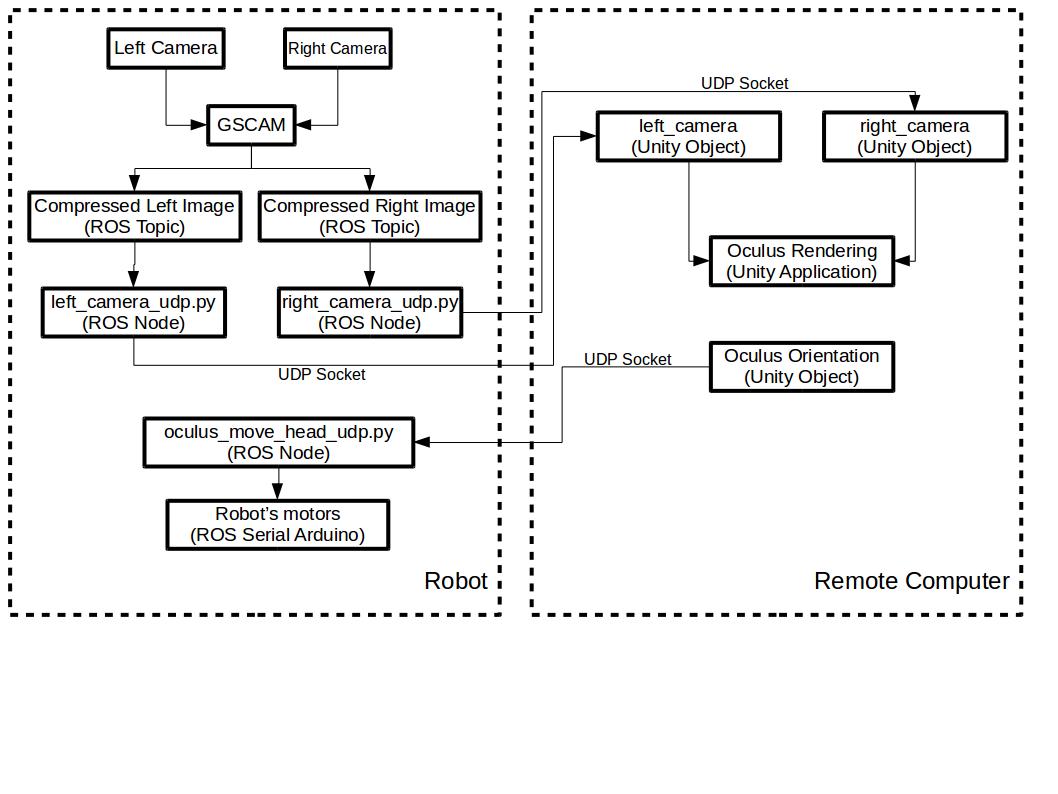 Left Camera
Right Camera
GSCAM
Compressed Left Image
(ROS Topic)
Compressed Right Image
(ROS Topic)
left_camera_udp.py
(ROS Node)
right_camera_udp.py
(ROS Node)
UDP Socket
oculus_move_head_udp.py
(ROS Node)
Robot's motors
(ROS Serial Arduino)
Robot
UDP Socket
left_camera
(Unity Object)
right_camera
(Unity Object)
Oculus Rendering
(Unity Application)
UDP Socket
Oculus Orientation
(Unity Object)
Remote Computer